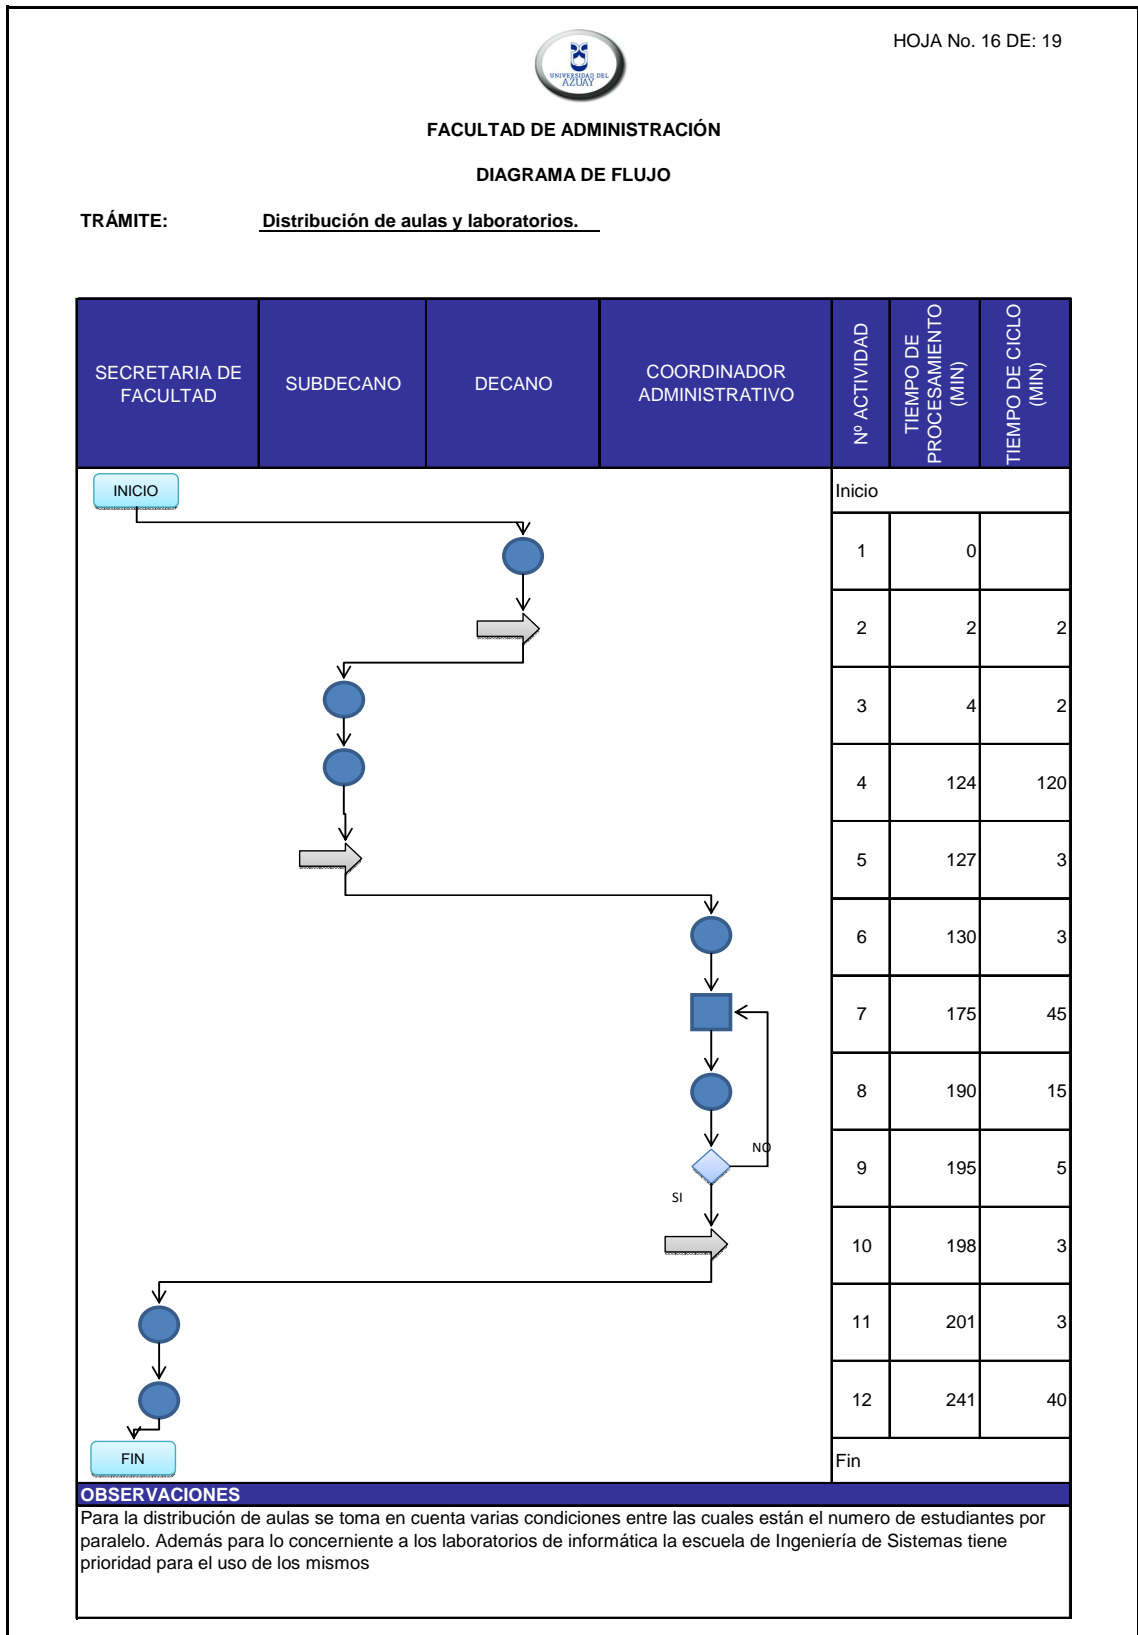 HOJA No. 16 DE: 19
UNIVERSIDAD DEL
AZUAY
FACULTAD DE ADMINISTRACIÓN
DIAGRAMA DE FLUJO
TRÁMITE: Distribución de aulas y laboratorios.
SECRETARIA DE
FACULTAD
SUBDECANO
DECANO
COORDINADOR
ADMINISTRATIVO
Nº ACTIVIDAD
TIEMPO DE
PROCESAMIENTO
(MIN)
TIEMPO DE CICLO
(MIN)
INICIO
Inicio
1 0
2 2 2
3 4 2
4 124 120
5 127 3
6 130 3
7 175 45
8 190 15
NO
9 195 5
SI
10 198 3
11 201 3
12 241 40
FIN
Fin
OBSERVACIONES
Para la distribución de aulas se toma en cuenta varias condiciones entre las cuales están el numero de estudiantes por
paralelo. Además para lo concerniente a los laboratorios de informática la escuela de Ingeniería de Sistemas tiene
prioridad para el uso de los mismos